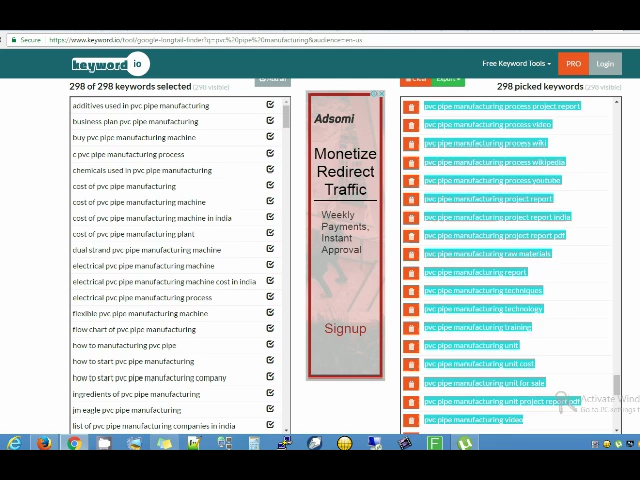 Secure https://www.keyword.io/tool/google-longtail-finder?q=pvc%20pipe%20manufacturing&audience=en-us
keyword io
Free Keyword Tools
PRO
Login
Clear
Export
298 of 298 keywords selected (298 visible)
Add all
additives used in pvc pipe manufacturing
business plan pvc pipe manufacturing
buy pvc pipe manufacturing machine
c pvc pipe manufacturing process
chemicals used in pvc pipe manufacturing
cost of pvc pipe manufacturing
cost of pvc pipe manufacturing machine
cost of pvc pipe manufacturing machine in india
cost of pvc pipe manufacturing plant
dual strand pvc pipe manufacturing machine
electrical pvc pipe manufacturing machine
electrical pvc pipe manufacturing machine cost in india
electrical pvc pipe manufacturing process
flexible pvc pipe manufacturing machine
flow chart of pvc pipe manufacturing
how to manufacturing pvc pipe
how to start pvc pipe manufacturing
how to start pvc pipe manufacturing company
ingredients of pvc pipe manufacturing
jm eagle pvc pipe manufacturing
list of pvc pipe manufacturing companies in india
Adsomi
Monetize
Redirect
Traffic
Weekly
Payments,
Instant
Approval
Signup
298 picked keywords (298 visible)
pvc pipe manufacturing process project report
pvc pipe manufacturing process video
pvc pipe manufacturing process wiki
pvc pipe manufacturing process wikipedia
pvc pipe manufacturing process youtube
pvc pipe manufacturing project report
pvc pipe manufacturing project report india
pvc pipe manufacturing project report pdf
pvc pipe manufacturing raw materials
pvc pipe manufacturing report
pvc pipe manufacturing techniques
pvc pipe manufacturing technology
pvc pipe manufacturing training
pvc pipe manufacturing unit
pvc pipe manufacturing unit cost
pvc pipe manufacturing unit for sale
pvc pipe manufacturing unit project report pdf
pvc pipe manufacturing video
Activate Wind
Go to PC settings t